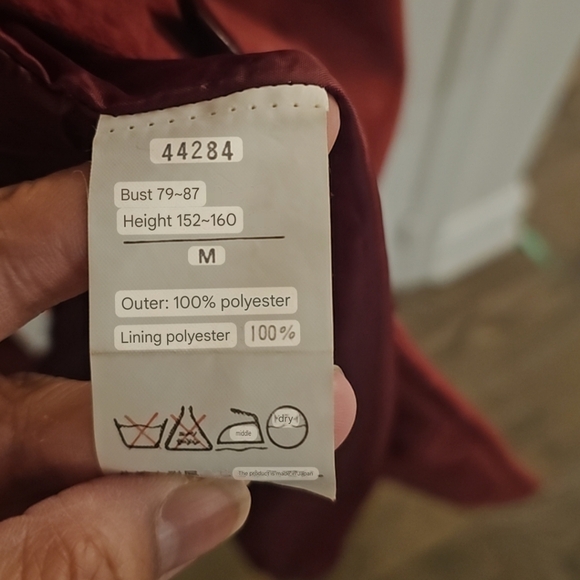 44284
Bust 79~87
Height 152~160
M
Outer: 100% polyester
Lining polyester 100%
middle
dry